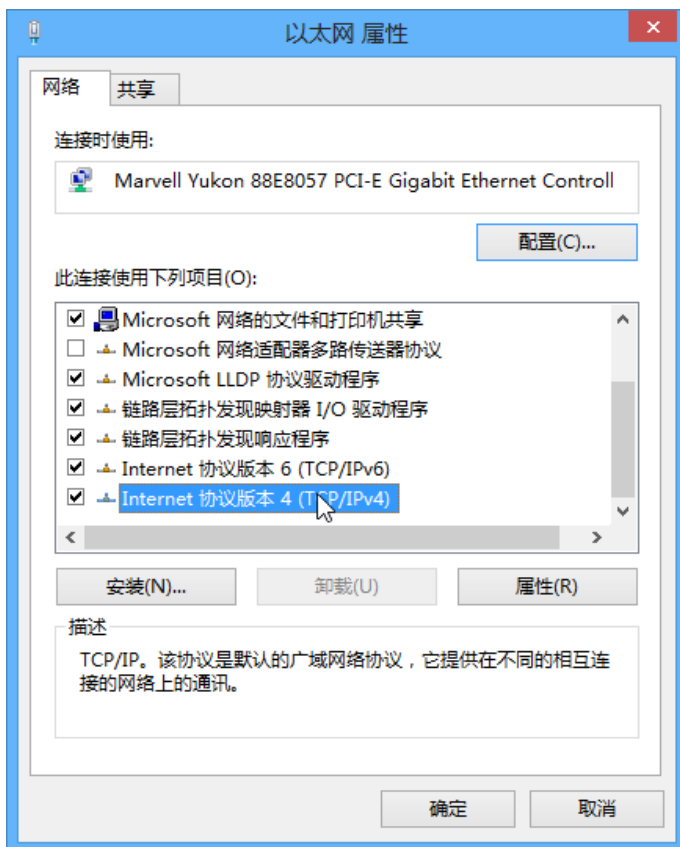 以太网 属性
网络
共享
连接时使用:
Marvell Yukon 88E8057 PCI-E Gigabit Ethernet Controll
配置(C)...
此连接使用下列项目(O):
Microsoft 网络的文件和打印机共享
Microsoft 网络适配器多路传送器协议
Microsoft LLDP 协议驱动程序
链路层拓扑发现映射器 I/O 驱动程序
链路层拓扑发现响应程序
Internet 协议版本 6 (TCP/IPv6)
Internet 协议版本 4 (TCP/IPv4)
安装(N)...
卸载(U)
属性(R)
描述
TCP/IP。该协议是默认的广域网络协议，它提供在不同的相互连
接的网络上的通讯。
确定
取消